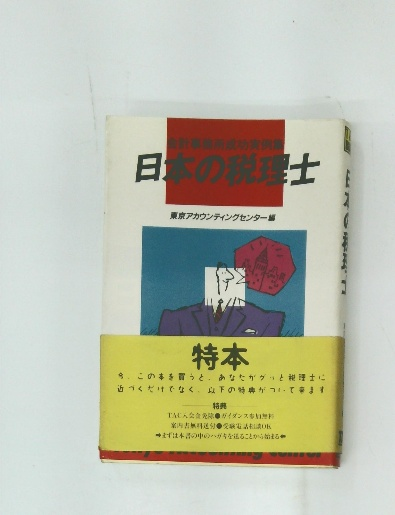 日本の税理士
東京アカウンティングセンター編
特本
今、この本を買うと、あなたがグッと税理士に
近づくだけでなく、以下の特典がついて来ます
特典
TAC入会金免除●ガイダンス参加無料
案内書無料送付●受験電話相談OK
➡まずは本書の中のハガキを送ることから始まる⬅
日本の税理士